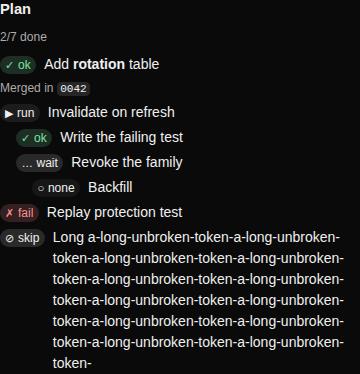 Plan
2/7 done
✓ ok Add rotation table
Merged in 0042
▶ run Invalidate on refresh
✓ ok Write the failing test
… wait Revoke the family
○ none Backfill
✗ fail Replay protection test
⊘ skip Long a-long-unbroken-token-a-long-unbroken-
token-a-long-unbroken-token-a-long-unbroken-
token-a-long-unbroken-token-a-long-unbroken-
token-a-long-unbroken-token-a-long-unbroken-
token-a-long-unbroken-token-a-long-unbroken-
token-a-long-unbroken-token-a-long-unbroken-
token-